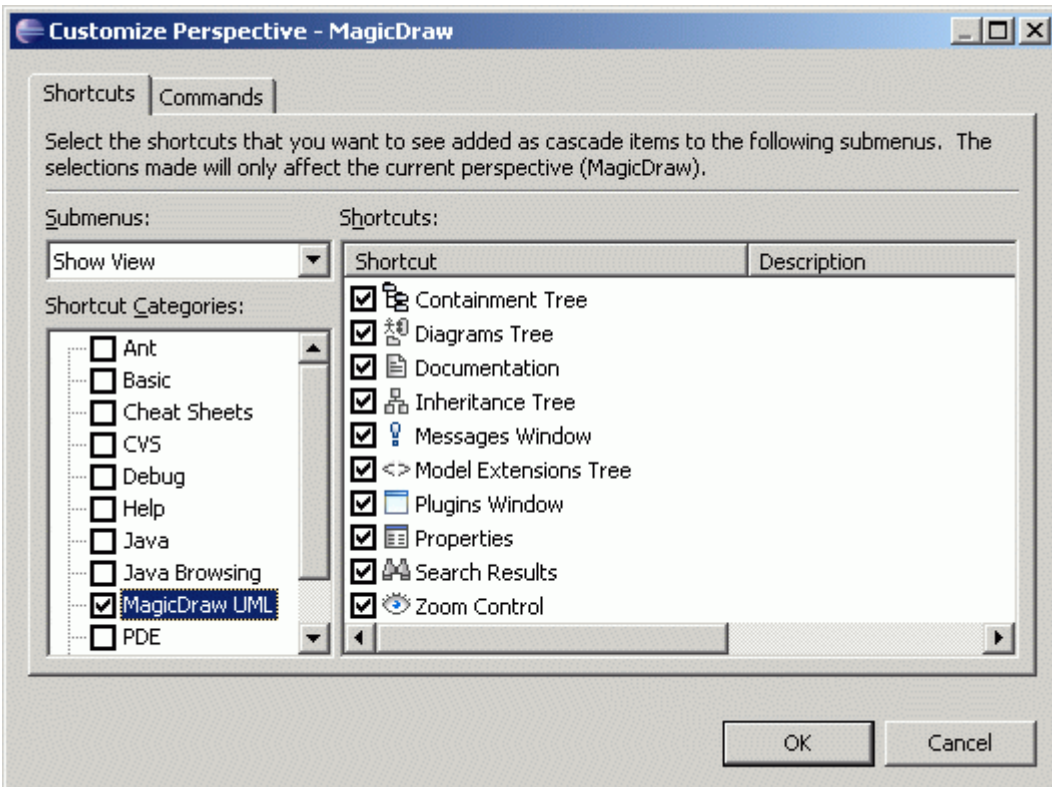 Customize Perspective - MagicDraw
Shortcuts
Commands
Select the shortcuts that you want to see added as cascade items to the following submenus. The
selections made will only affect the current perspective (MagicDraw).
Submenus:
Show View
Shortcut Categories:
Ant
Basic
Cheat Sheets
CVS
Debug
Help
Java
Java Browsing
MagicDraw UML
PDE
Shortcuts:
Shortcut
Description
Containment Tree
Diagrams Tree
Documentation
Inheritance Tree
Messages Window
Model Extensions Tree
Plugins Window
Properties
Search Results
Zoom Control
OK
Cancel